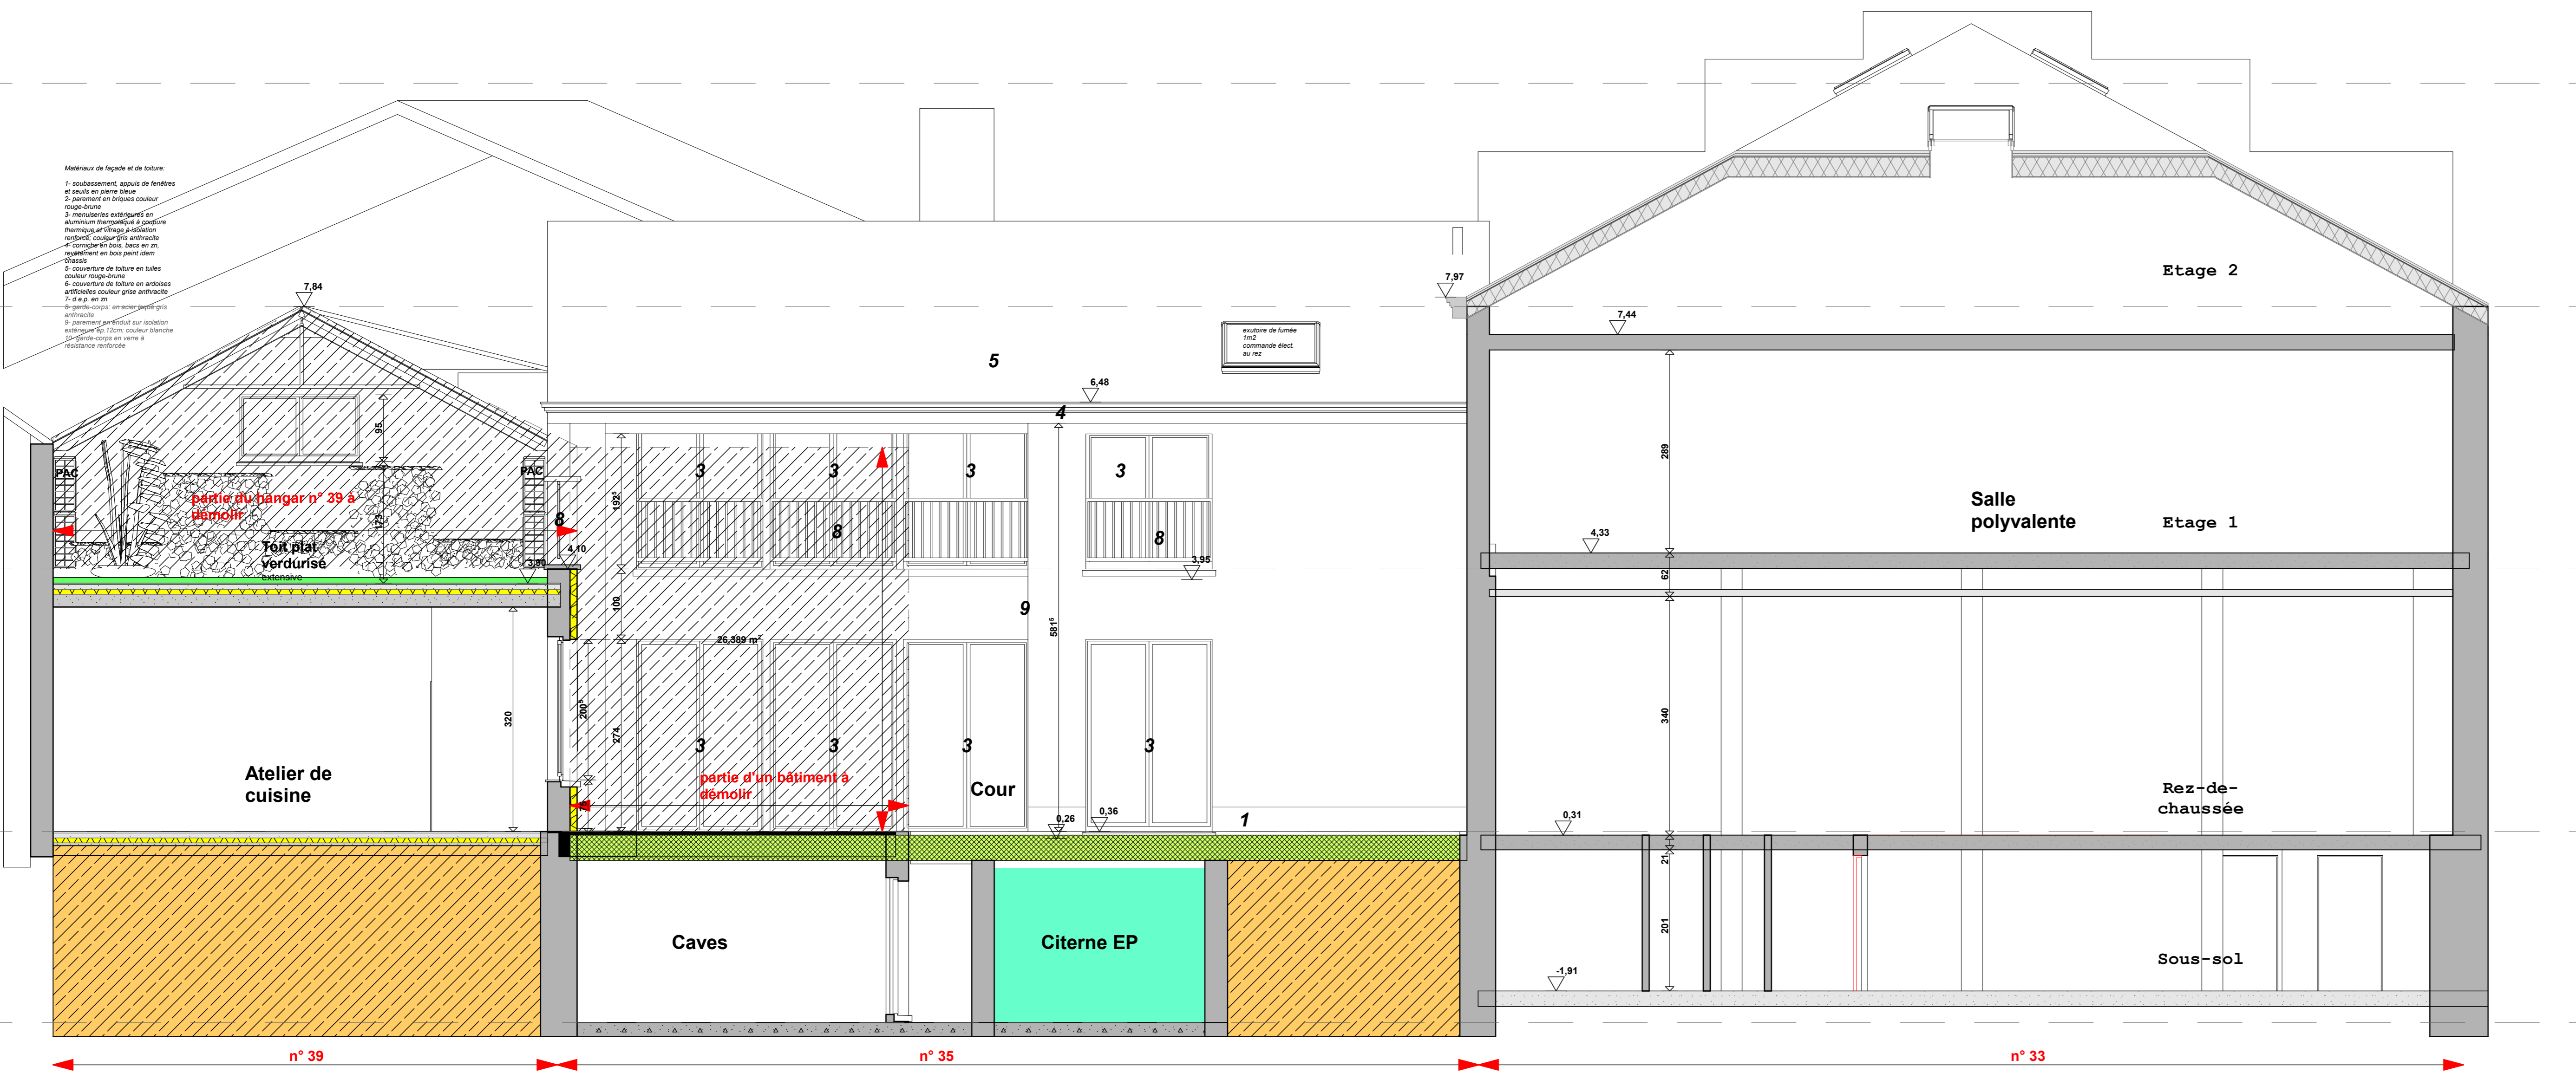 Matériaux de façade et de toiture:
1- soubassement, appuis de fenêtres
et seuils en pierre bleue
2- parement en briques couleur
rouge-brune
3- menuiseries extérieures en
aluminium thermolaqué à coupure
thermique et vitrage à isolation
renforcé; couleur gris anthracite
4- corniche en bois, bacs en zn,
revêtement en bois peint idem
chassis
5- couverture de toiture en tuiles
couleur rouge-brune
6- couverture de toiture en ardoises
artificielles couleur grise anthracite
7- d.e.p. en zn
8- garde-corps: en acier laqué gris
anthracite
9- parement en enduit sur isolation
extérieure ép.12cm; couleur blanche
10- garde-corps en verre à
résistance renforcée
7,84
95
PAC
PAC
partie du hangar n° 39 à
démolir
123
Toit plat
verdurisé
extensive
3,90
4,10
8
320
Atelier de
cuisine
5
exutoire de fumée
1m2
commande élect.
au rez
6,48
4
3
3
3
3
192⁵
8
8
3,95
109
9
581⁵
26,389 m²
200⁵
274
76
3
3
3
3
partie d'un bâtiment à
démolir
Cour
0,26
0,36
1
Caves
Citerne EP
7,97
7,44
Etage 2
289
Salle
polyvalente
Etage 1
4,33
62
340
Rez-de-
chaussée
0,31
21
201
Sous-sol
-1,91
n° 39
n° 35
n° 33